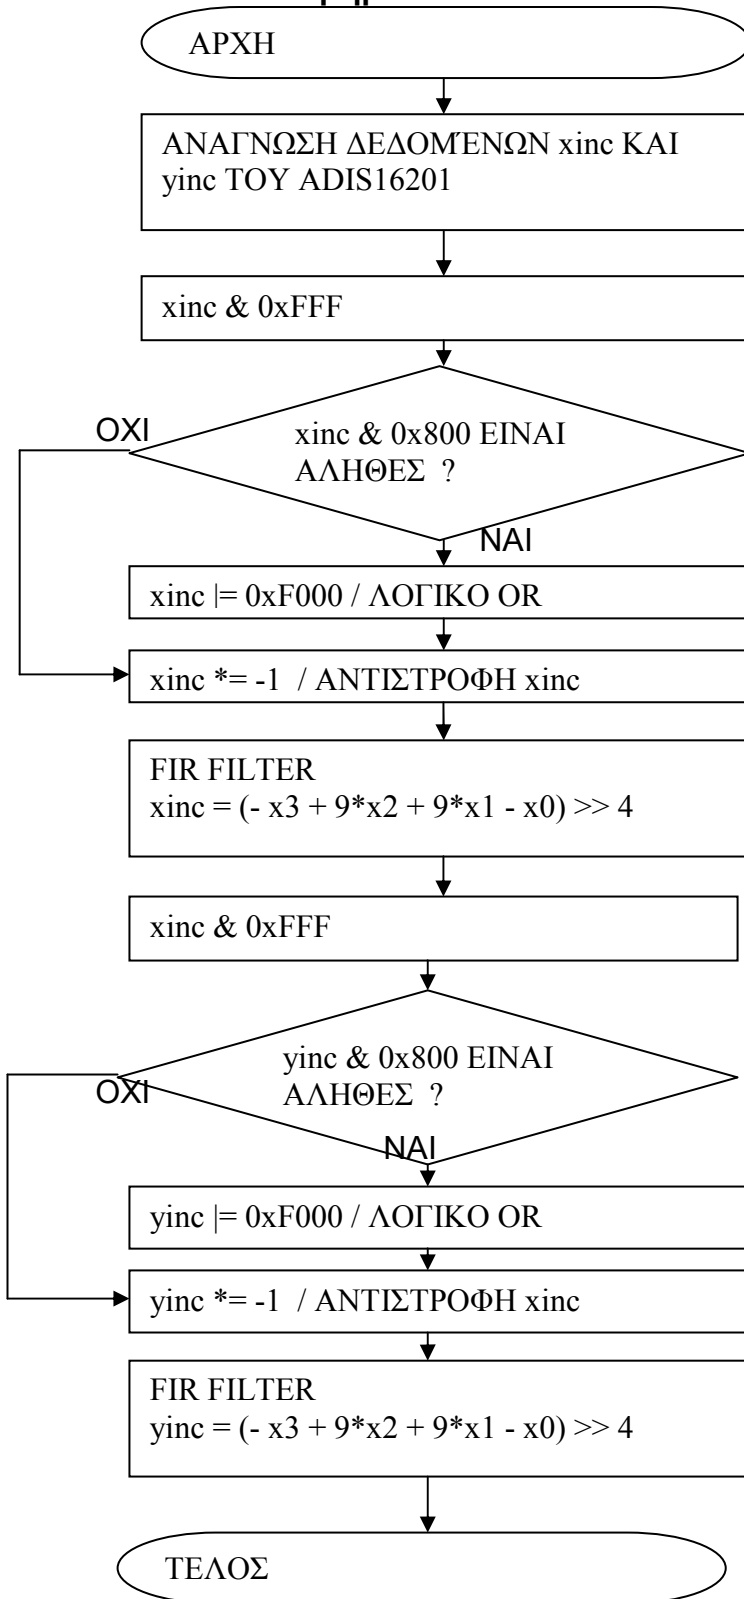 ΑΡΧΗ
ΑΝΑΓΝΩΣΗ ΔΕΔΟΜΈΝΩΝ xinc ΚΑΙ
yinc ΤΟΥ ADIS16201
xinc & 0xFFF
ΟΧΙ
xinc & 0x800 ΕΙΝΑΙ
ΑΛΗΘΕΣ ?
ΝΑΙ
xinc |= 0xF000 / ΛΟΓΙΚΟ OR
xinc *= -1 / ΑΝΤΙΣΤΡΟΦΗ xinc
FIR FILTER
xinc = (- x3 + 9*x2 + 9*x1 - x0) >> 4
xinc & 0xFFF
yinc & 0x800 ΕΙΝΑΙ
ΟΧΙ
ΑΛΗΘΕΣ ?
ΝΑΙ
yinc |= 0xF000 / ΛΟΓΙΚΟ OR
yinc *= -1 / ΑΝΤΙΣΤΡΟΦΗ xinc
FIR FILTER
yinc = (- x3 + 9*x2 + 9*x1 - x0) >> 4
ΤΕΛΟΣ